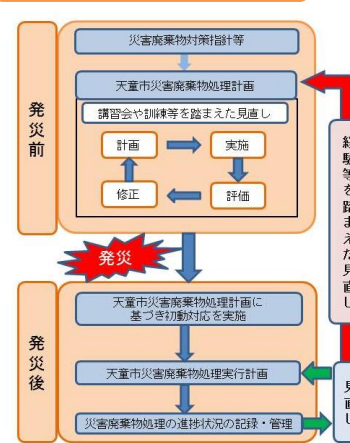 災害廃棄物対策指針等
天童市災害廃棄物処理計画
講習会や訓練等を踏まえた見直し
計画
実施
修正
評価
発災前
経験等を踏まえた見直し
発災
天童市災害廃棄物処理計画に
基づき初動対応を実施
天童市災害廃棄物処理実行計画
災害廃棄物処理の進捗状況の記録・管理
発災後
見直し